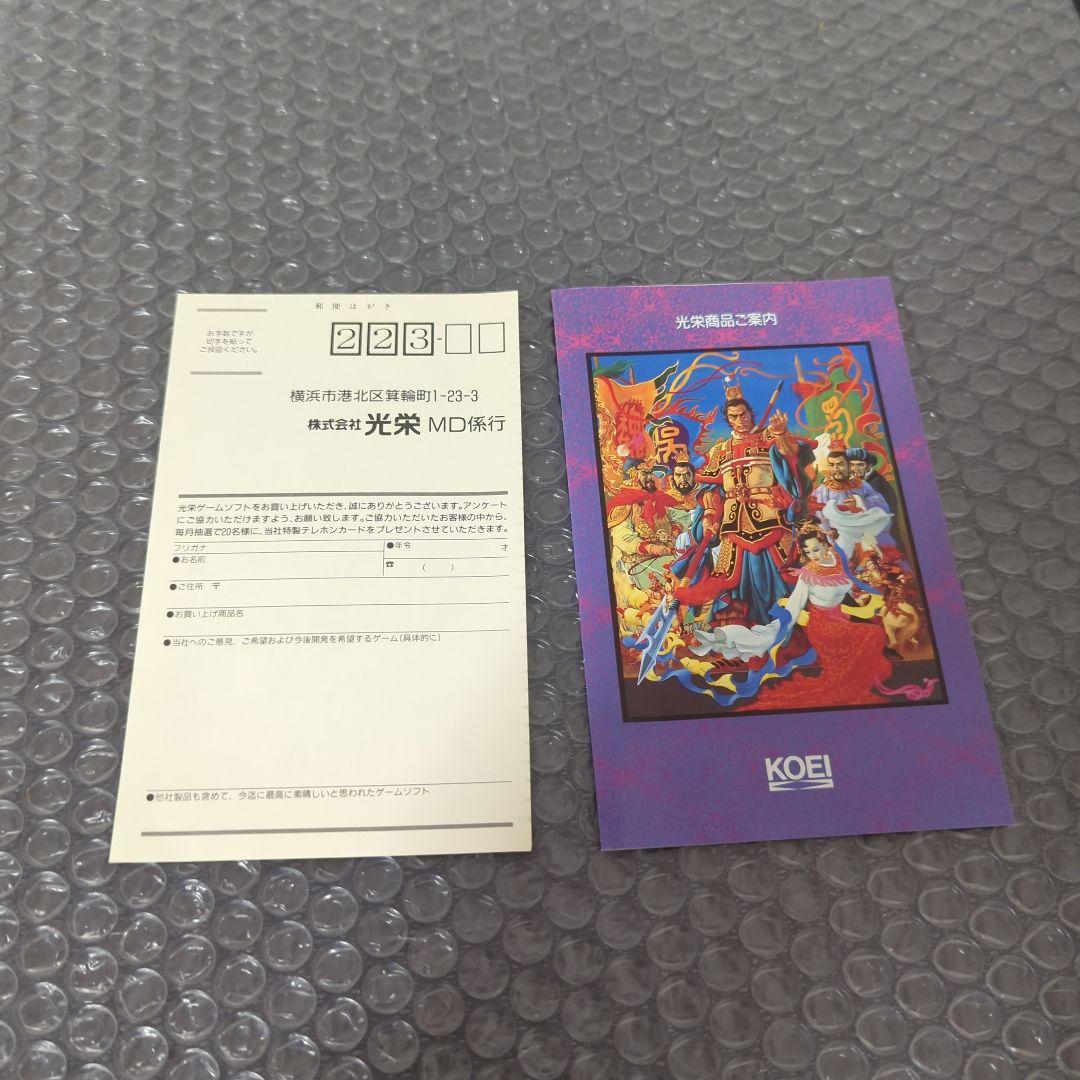 郵便はがき
お手数ですが
切手を貼って
ご投函ください。
223-
横浜市港北区箕輪町1-23-3
株式会社 光栄 MD係行
光栄ゲームソフトをお買い上げいただき、誠にありがとうございます。アンケート
にご協力いただけますよう、お願い致します。ご協力いただいたお客様の中から、
毎月抽選で20名様に、当社特製テレホンカードをプレゼントさせていただきます。
フリガナ
●お名前
●年令 才
☎ ( )
●ご住所 〒
●お買い上げ商品名
●当社へのご意見、ご希望および今後開発を希望するゲーム(具体的に)
●他社製品も含めて、今迄に最高に素晴しいと思われたゲームソフト
光栄商品ご案内
呉
蜀
KOEI